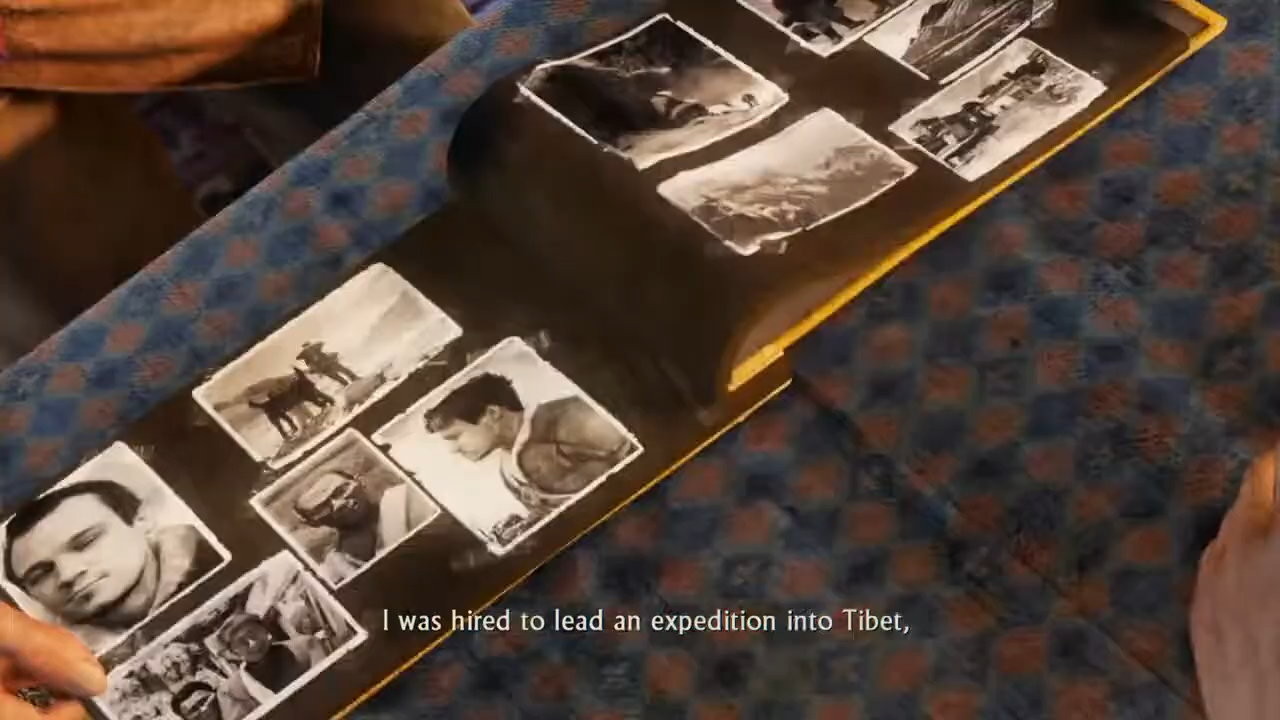 I was hired to lead an expedition into Tibet,